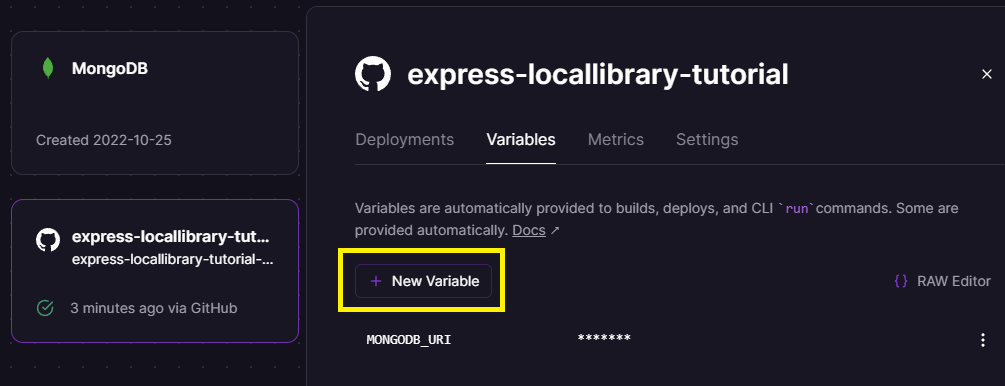 MongoDB
Created 2022-10-25
express-locallibrary-tut...
express-locallibrary-tutorial-...
3 minutes ago via GitHub
express-locallibrary-tutorial
Deployments Variables Metrics Settings
Variables are automatically provided to builds, deploys, and CLI `run`commands. Some are
provided automatically. Docs ↗
+ New Variable {} RAW Editor
MONGODB_URI *******